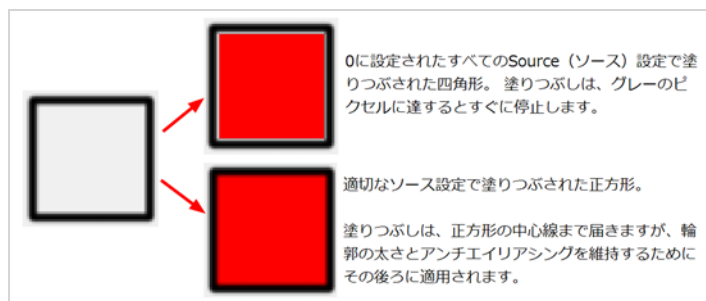 0に設定されたすべてのSource（ソース）設定で塗
りつぶされた四角形。 塗りつぶしは、グレーのピ
クセルに達するとすぐに停止します。
適切なソース設定で塗りつぶされた正方形。
塗りつぶしは、正方形の中心線まで届きますが、輪
郭の太さとアンチエイリアシングを維持するために
その後ろに適用されます。